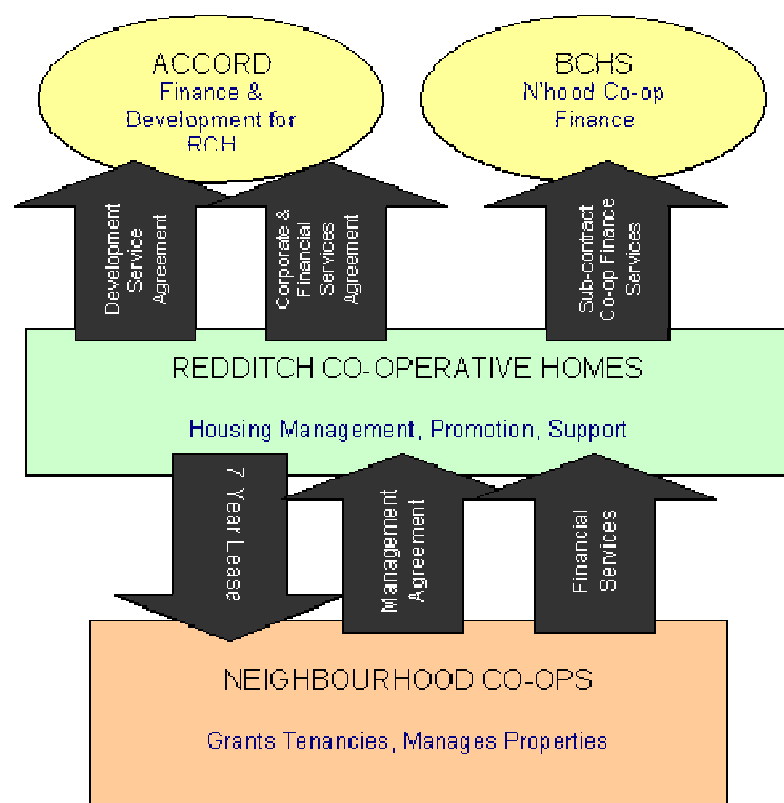 ACCORD
Finance &
Development for
RCH
BCHS
N'hood Co-op
Finance
Development
Service
Agreement
Corporate &
Financial
Services
Agreement
Sub-contract
Co-op Finance
Services
REDDITCH CO-OPERATIVE HOMES
Housing Management, Promotion, Support
7 Year Lease
Management
Agreement
Financial
Services
NEIGHBOURHOOD CO-OPS
Grants Tenancies, Manages Properties